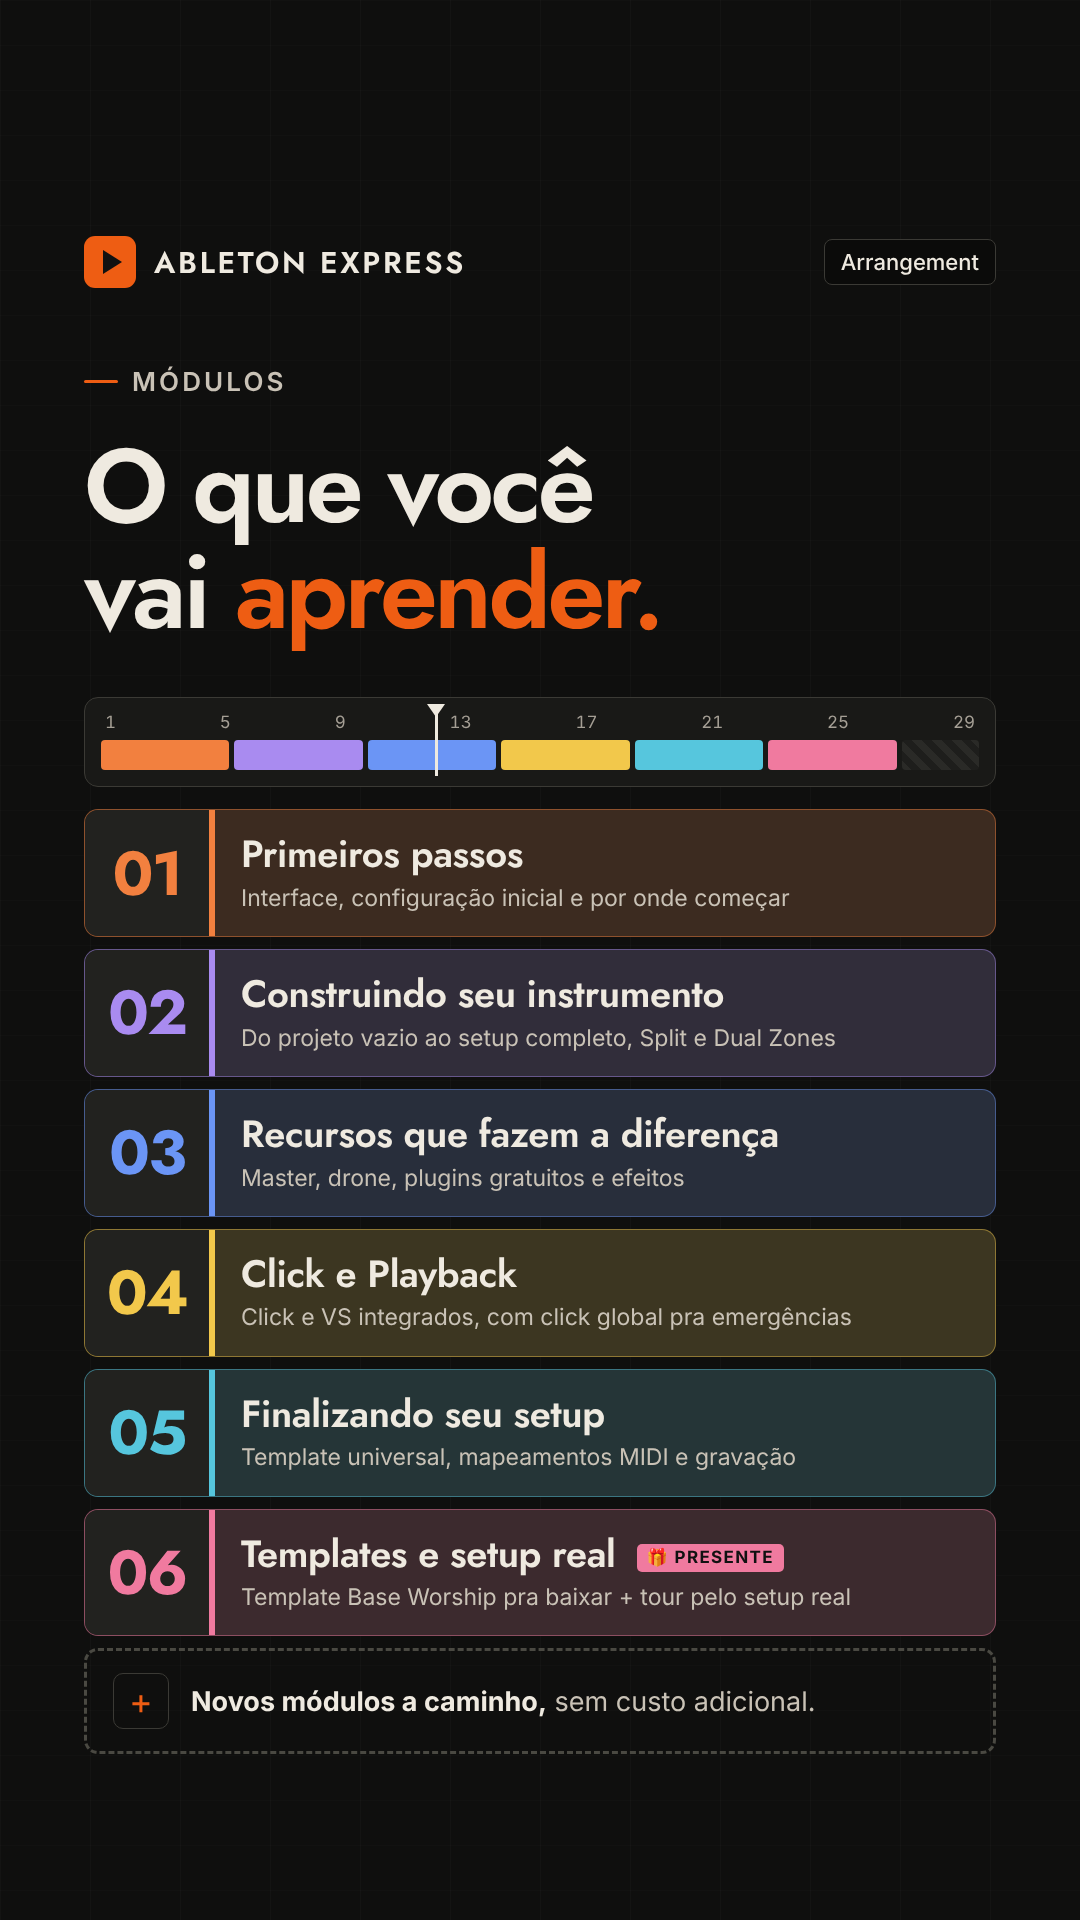 ABLETON EXPRESS
Arrangement
MÓDULOS
O que você
vai aprender.
1 5 9 13 17 21 25 29
01
Primeiros passos
Interface, configuração inicial e por onde começar
02
Construindo seu instrumento
Do projeto vazio ao setup completo, Split e Dual Zones
03
Recursos que fazem a diferença
Master, drone, plugins gratuitos e efeitos
04
Click e Playback
Click e VS integrados, com click global pra emergências
05
Finalizando seu setup
Template universal, mapeamentos MIDI e gravação
06
Templates e setup real 🎁 PRESENTE
Template Base Worship pra baixar + tour pelo setup real
+ Novos módulos a caminho, sem custo adicional.